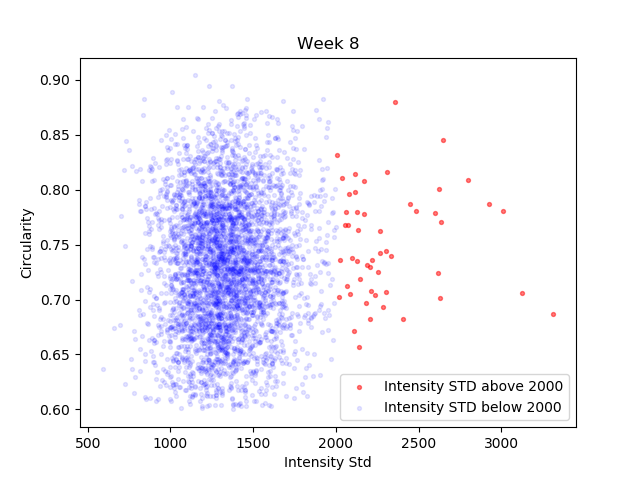 Week 8
Circularity
0.90
0.85
0.80
0.75
0.70
0.65
0.60
Intensity STD above 2000
Intensity STD below 2000
500 1000 1500 2000 2500 3000
Intensity Std